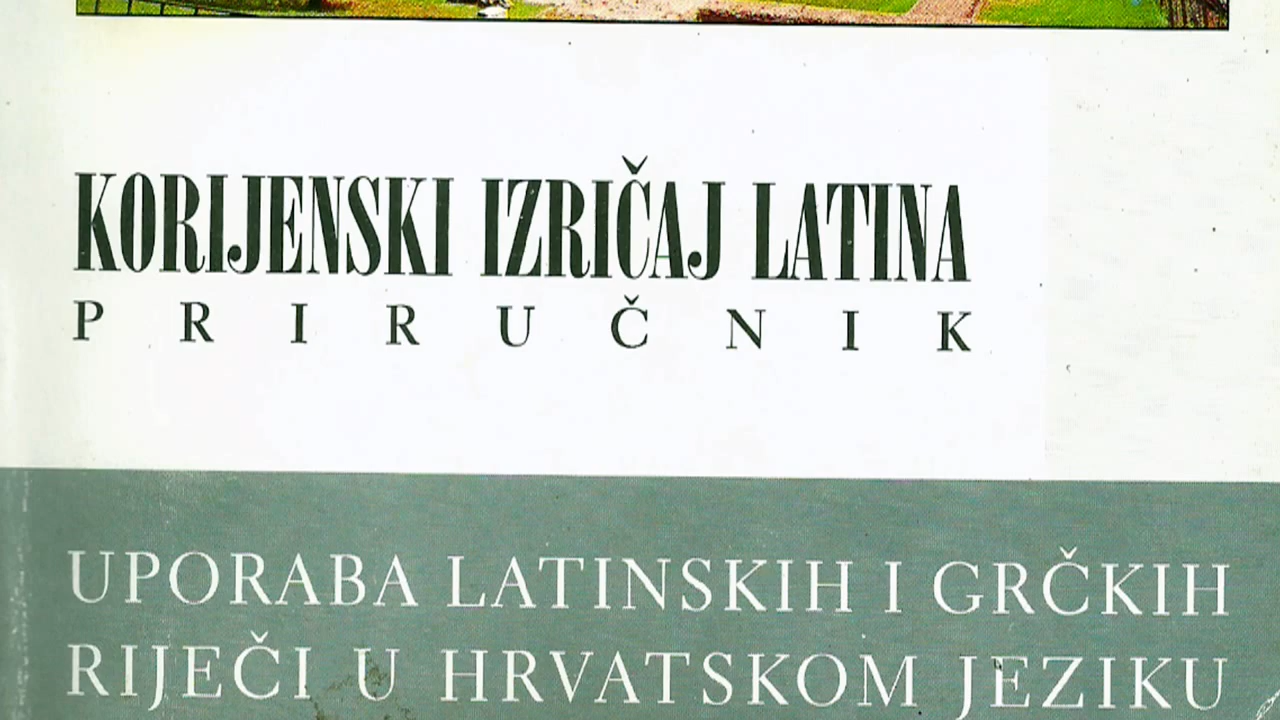 KORIJENSKI IZRIČAJ LATINA
PRIRUČNIK
UPORABA LATINSKIH I GRČKIH
RIJEČI U HRVATSKOM JEZIKU